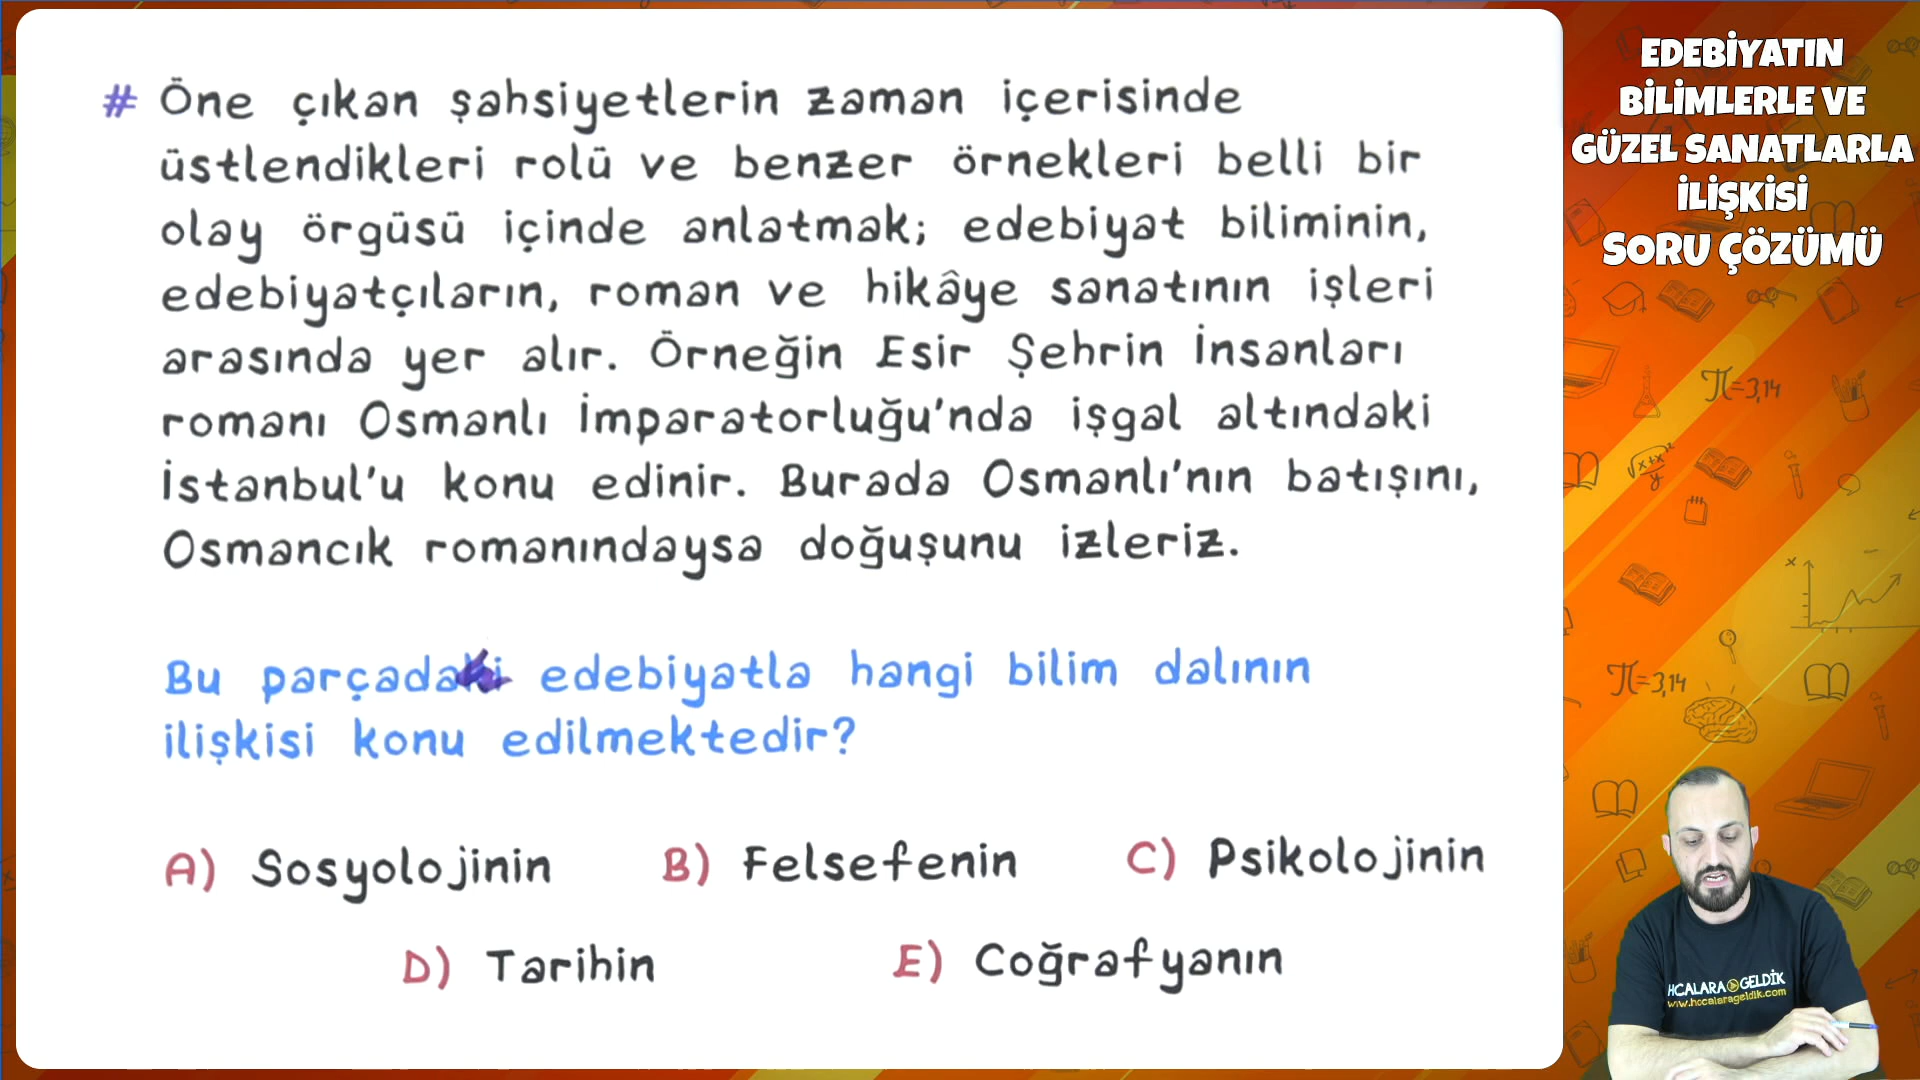 # Öne çıkan şahsiyetlerin zaman içerisinde
üstlendikleri rolü ve benzer örnekleri belli bir
olay örgüsü içinde anlatmak; edebiyat biliminin,
edebiyatçıların, roman ve hikâye sanatının işleri
arasında yer alır. Örneğin Esir Şehrin İnsanları
romanı Osmanlı İmparatorluğu'nda işgal altındaki
İstanbul'u konu edinir. Burada Osmanlı'nın batışını,
Osmancık romanındaysa doğuşunu izleriz.
Bu parçadaki edebiyatla hangi bilim dalının
ilişkisi konu edilmektedir?
A) Sosyolojinin B) Felsefenin C) Psikolojinin
D) Tarihin E) Coğrafyanın
EDEBİYATIN
BİLİMLERLE VE
GÜZEL SANATLARLA
İLİŞKİSİ
SORU ÇÖZÜMÜ
π=3,14
π=3,14
x
HOCALARA GELDİK
www.hocalarageldik.com